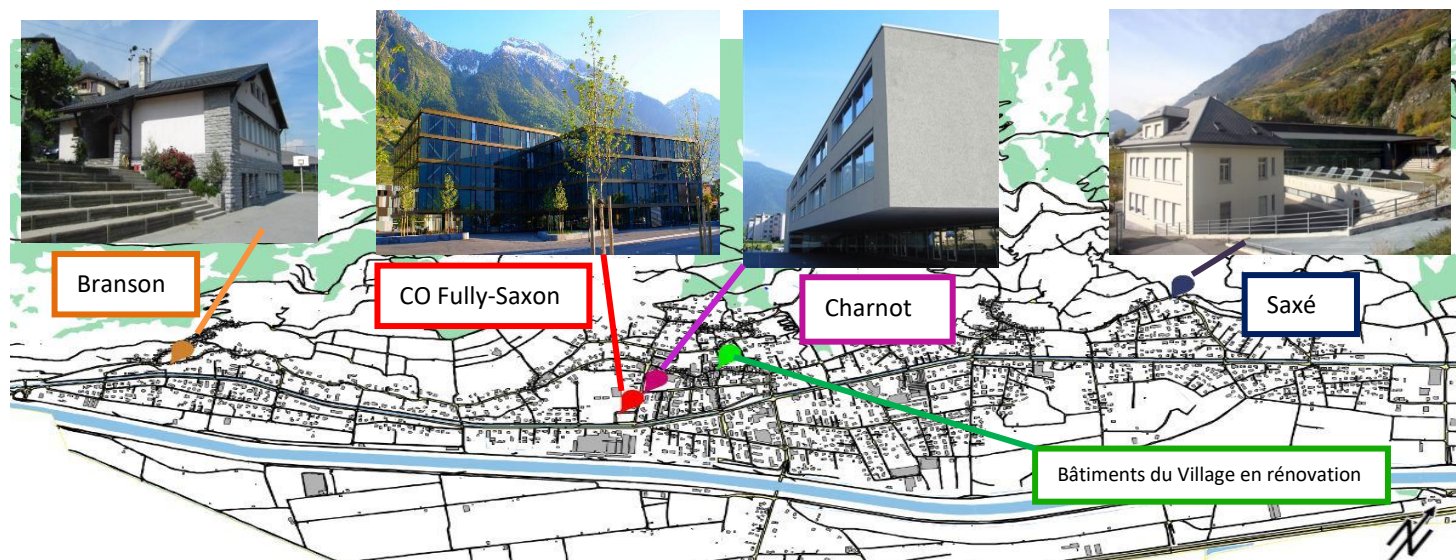 Branson
CO Fully-Saxon
Charnot
Saxé
Bâtiments du Village en rénovation
N